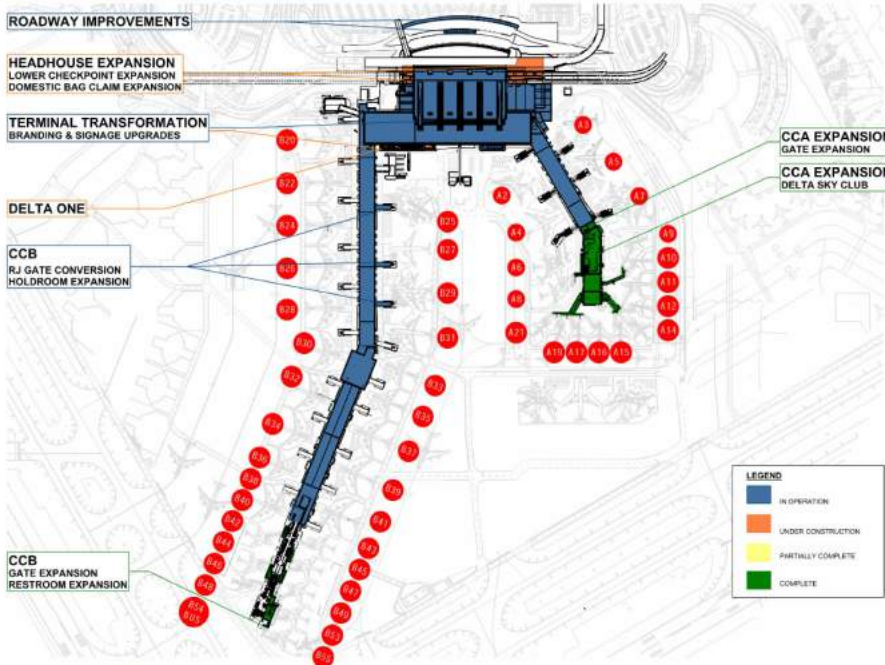 ROADWAY IMPROVEMENTS
HEADHOUSE EXPANSION
LOWER CHECKPOINT EXPANSION
DOMESTIC BAG CLAIM EXPANSION
TERMINAL TRANSFORMATION
BRANDING & SIGNAGE UPGRADES
DELTA ONE
CCB
RJ GATE CONVERSION
HOLDROOM EXPANSION
CCB
GATE EXPANSION
RESTROOM EXPANSION
CCA EXPANSION
GATE EXPANSION
CCA EXPANSION
DELTA SKY CLUB
B20
B22
B24
B26
B28
B30
B32
B34
B36
B38
B40
B42
B44
B46
B48
B54
BUS
B25
B27
B29
B31
B33
B35
B37
B39
B41
B43
B45
B47
B49
B53
B55
A3
A5
A7
A2
A4
A6
A8
A21
A9
A10
A11
A12
A14
A18
A17
A16
A15
LEGEND
IN OPERATION
UNDER CONSTRUCTION
PARTIALLY COMPLETE
COMPLETE